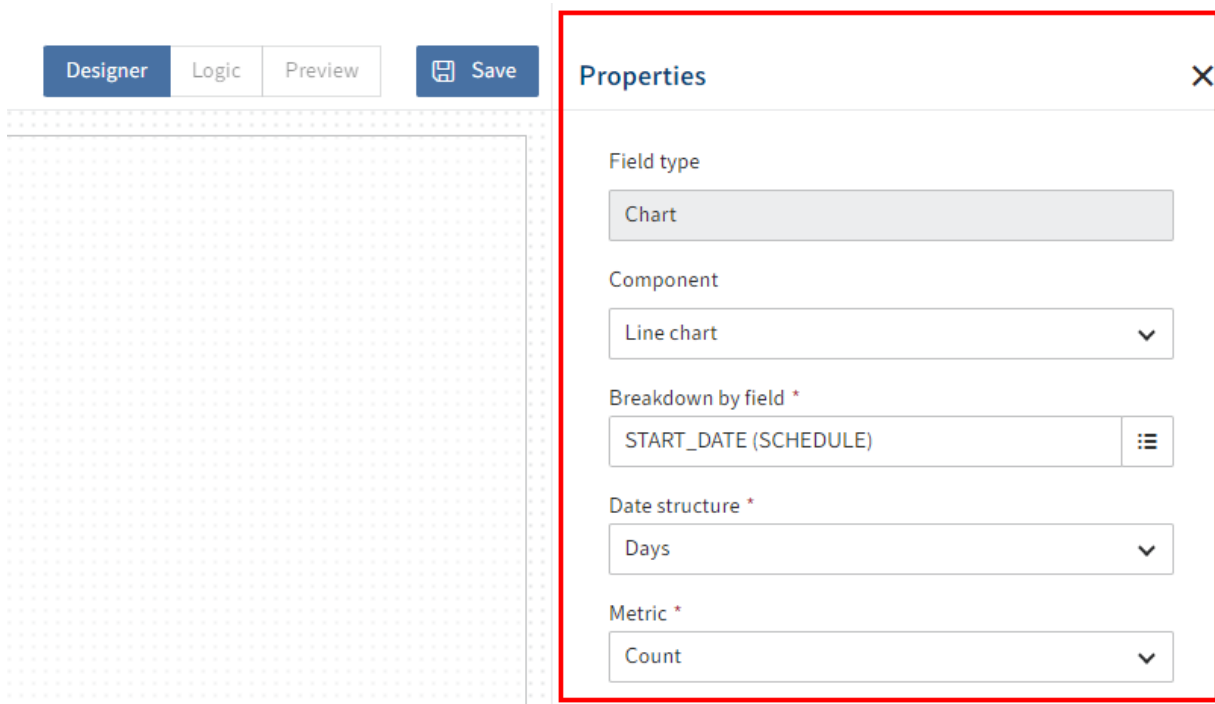 Designer
Logic
Preview
Save
Properties
Field type
Chart
Component
Line chart
Breakdown by field *
START_DATE (SCHEDULE)
Date structure *
Days
Metric *
Count